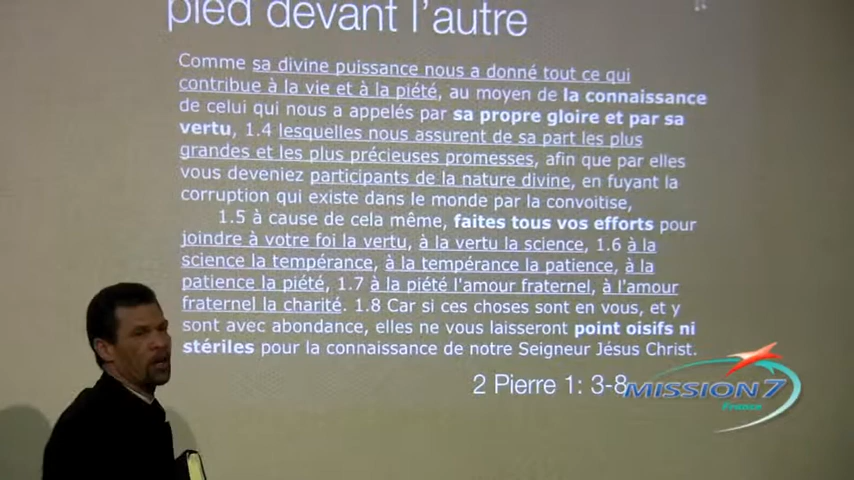 pied devant l'autre
Comme sa divine puissance nous a donné tout ce qui
contribue à la vie et à la piété, au moyen de la connaissance
de celui qui nous a appelés par sa propre gloire et par sa
vertu, 1.4 lesquelles nous assurent de sa part les plus
grandes et les plus précieuses promesses, afin que par elles
vous deveniez participants de la nature divine, en fuyant la
corruption qui existe dans le monde par la convoitise,
1.5 à cause de cela même, faites tous vos efforts pour
joindre à votre foi la vertu, à la vertu la science, 1.6 à la
science la tempérance, à la tempérance la patience, à la
patience la piété, 1.7 à la piété l'amour fraternel, à l'amour
fraternel la charité. 1.8 Car si ces choses sont en vous, et y
sont avec abondance, elles ne vous laisseront point oisifs ni
stériles pour la connaissance de notre Seigneur Jésus Christ.
2 Pierre 1: 3-8
MISSION 7
France